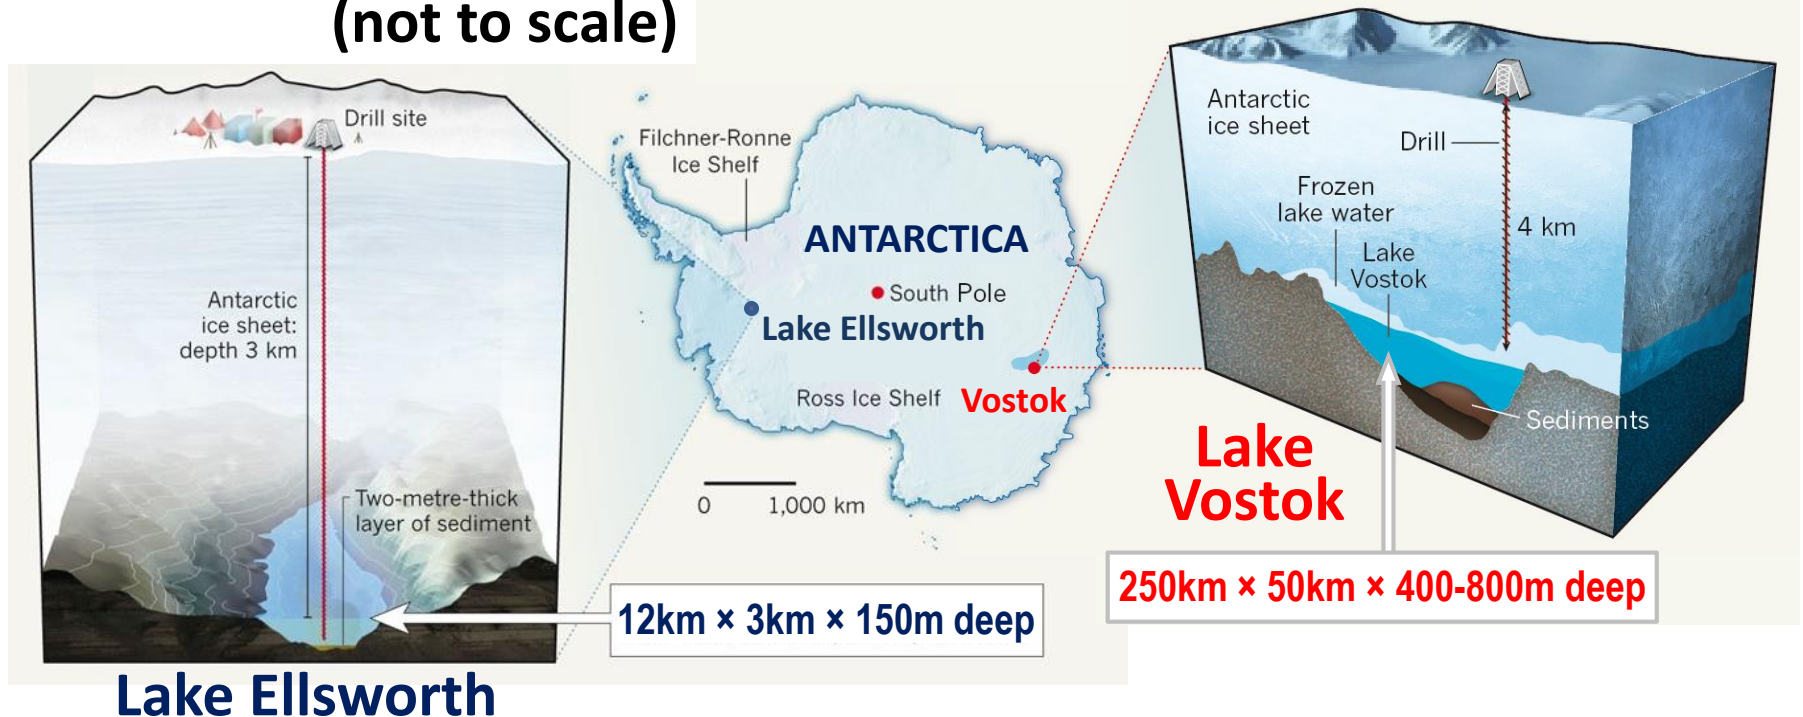 (not to scale)
Drill site
Antarctic
ice sheet:
depth 3 km
Two-metre-thick
layer of sediment
12km × 3km × 150m deep
Lake Ellsworth
Filchner-Ronne
Ice Shelf
ANTARCTICA
South Pole
Lake Ellsworth
Ross Ice Shelf
Vostok
0 1,000 km
Antarctic
ice sheet
Drill
Frozen
lake water
4 km
Lake
Vostok
Sediments
Lake
Vostok
250km × 50km × 400-800m deep